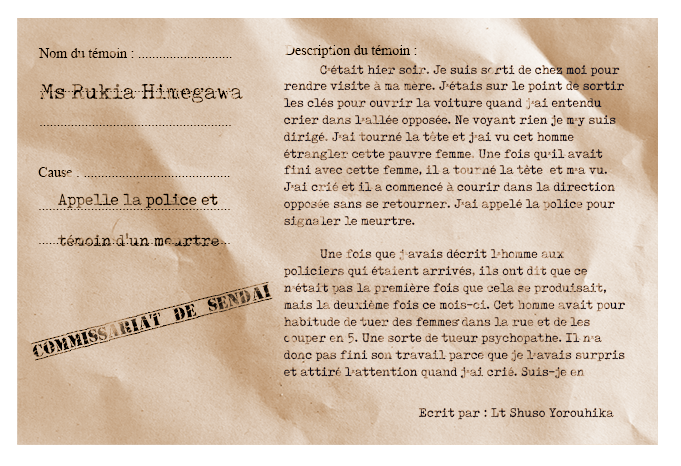 Nom du témoin : ...........................
Ms Rukia Himegawa
Cause . ..........................................
Appelle la police et
témoin d'un meurtre
COMMISSARIAT DE SENDAI
Description du témoin :
C'était hier soir. Je suis sorti de chez moi pour
rendre visite à ma mère. J'étais sur le point de sortir
les clés pour ouvrir la voiture quand j'ai entendu
crier dans l'allée opposée. Ne voyant rien je m'y suis
dirigé. J'ai tourné la tête et j'ai vu cet homme
étrangler cette pauvre femme. Une fois qu'il avait
fini avec cette femme, il a tourné la tête et m'a vu.
J'ai crié et il a commencé à courir dans la direction
opposée sans se retourner. J'ai appelé la police pour
signaler le meurtre.
Une fois que j'avais décrit l'homme aux
policiers qui étaient arrivés, ils ont dit que ce
n'était pas la première fois que cela se produisait,
mais la deuxième fois ce mois-ci. Cet homme avait pour
habitude de tuer des femmes dans la rue et de les
couper en 5. Une sorte de tueur psychopathe. Il n'a
donc pas fini son travail parce que je l'avais surpris
et attiré l'attention quand j'ai crié. Suis-je en
Ecrit par : Lt Shuso Yorouhika